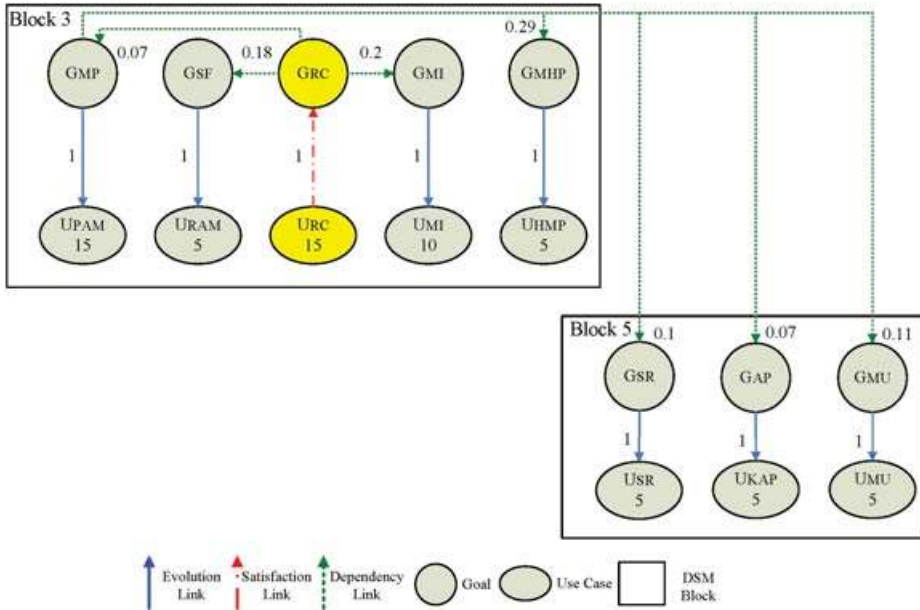 Block 3
0.29
0.07
0.18
0.2
GMP
GSF
GRC
GMI
GMHP
1
1
1
1
1
UPAM
15
URAM
5
URC
15
UMI
10
UHMP
5
Block 5
0.1
0.07
0.11
GSR
GAP
GMU
1
1
1
USR
5
UKAP
5
UMU
5
Evolution
Link
Satisfaction
Link
Dependency
Link
Goal
Use Case
DSM
Block